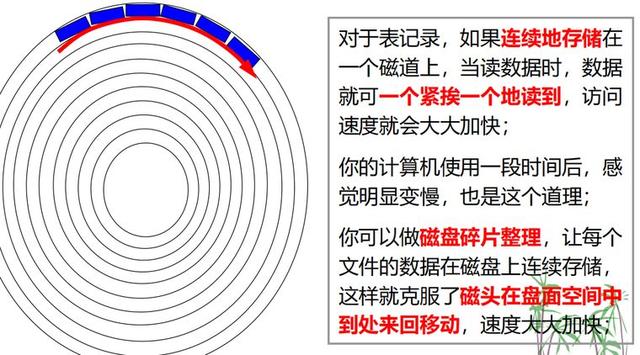 对于表记录，如果连续地存储在
一个磁道上，当读数据时，数据
就可一个紧挨一个地读到，访问
速度就会大大加快；
你的计算机使用一段时间后，感
觉明显变慢，也是这个道理；
你可以做磁盘碎片整理，让每个
文件的数据在磁盘上连续存储，
这样就克服了磁头在盘面空间中
到处来回移动，速度大大加快；